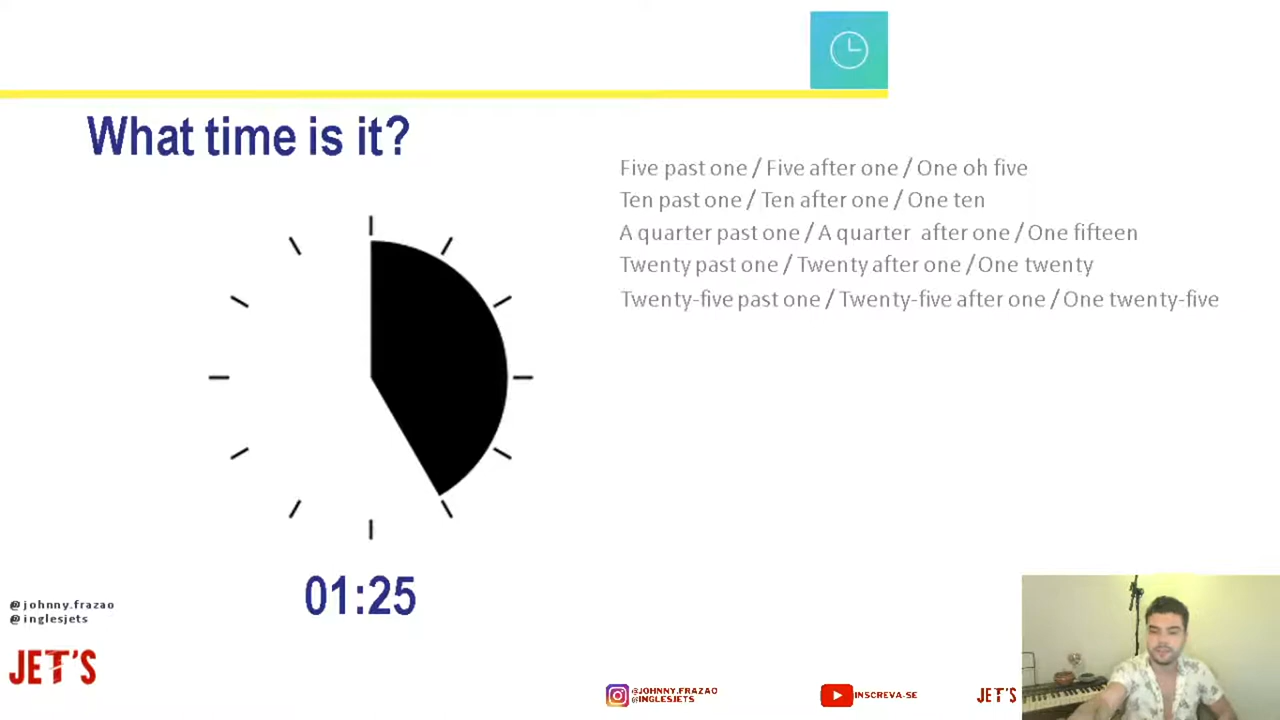 What time is it?
Five past one / Five after one / One oh five
Ten past one / Ten after one / One ten
A quarter past one / A quarter after one / One fifteen
Twenty past one / Twenty after one / One twenty
Twenty-five past one / Twenty-five after one / One twenty-five
01:25
@johnny.frazao
@inglesjets
JET'S
@JOHNNY.FRAZAO
@INGLESJETS
INSCREVA-SE
JET'S